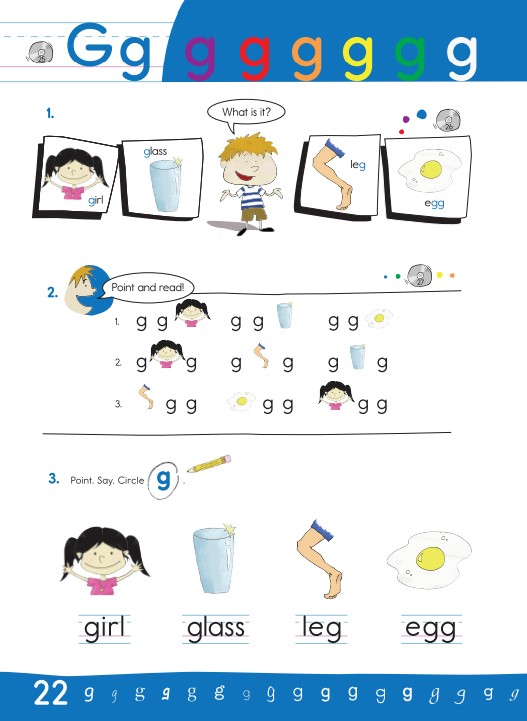 Gg g g g g g g
28
1.
What is it?
26
girl
glass
leg
egg
2.
Point and read!
27
1. g g g g g g
2. g g g g g g
3. g g g g g g
3. Point. Say. Circle g .
girl glass leg egg
22 g g g g g g g g g g g g g g g g